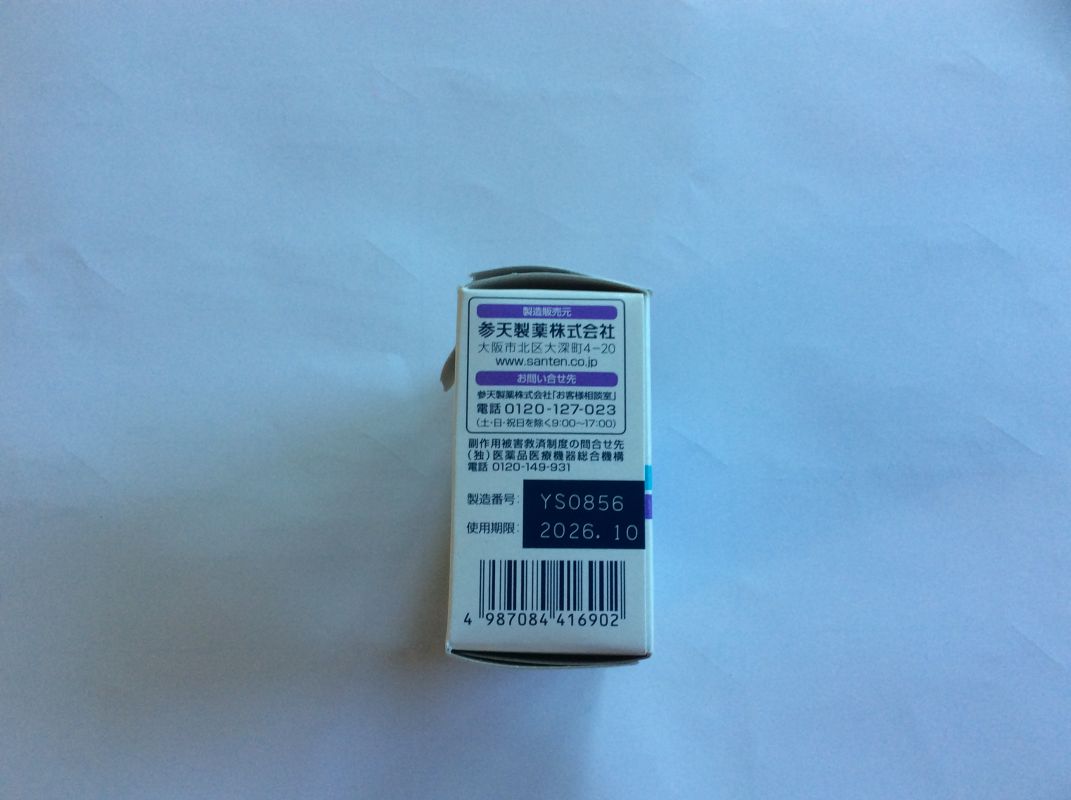 製造販売元
参天製薬株式会社
大阪市北区大深町4-20
www.santen.co.jp
お問い合せ先
参天製薬株式会社「お客様相談室」
電話 0120-127-023
(土・日・祝日を除く9:00〜17:00)
副作用被害救済制度の問合せ先
(独)医薬品医療機器総合機構
電話 0120-149-931
製造番号: YS0856
使用期限: 2026.10
4 987084 416902